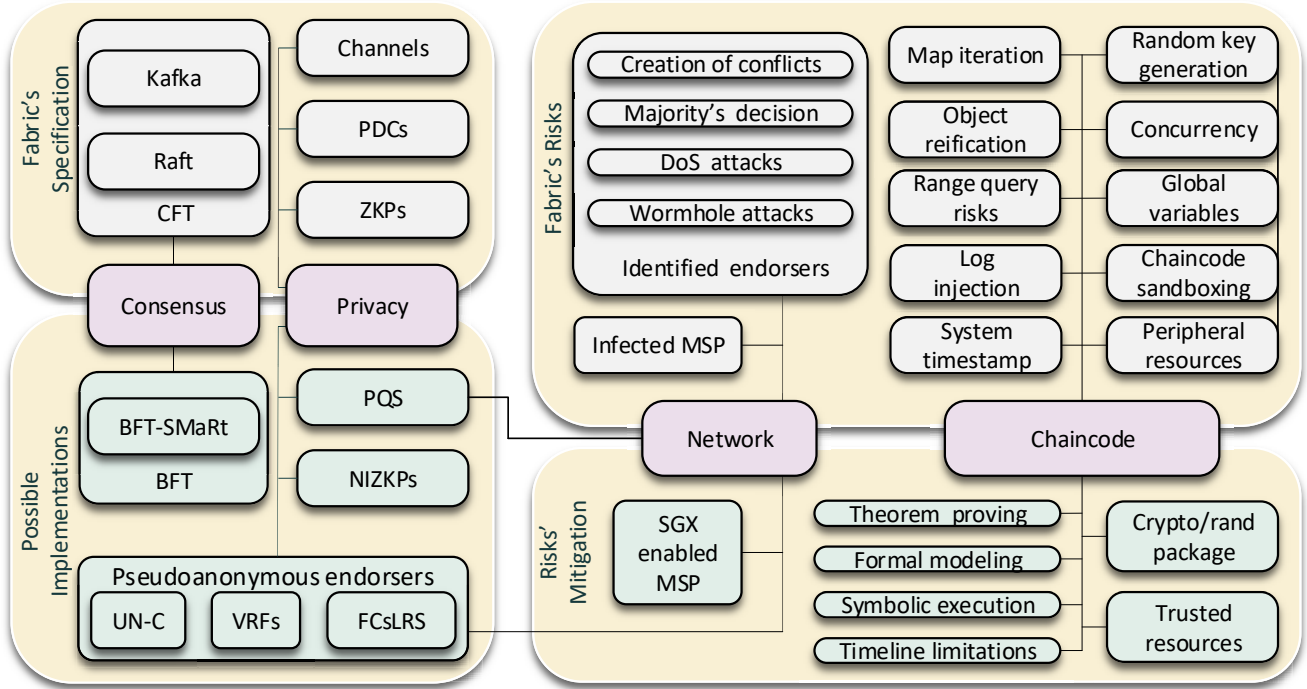 Fabric's
Specification
Kafka
Raft
CFT
Channels
PDCs
ZKPs
Consensus
Privacy
Possible
Implementations
BFT-SMaRt
BFT
PQS
NIZKPs
Pseudoanonymous endorsers
UN-C
VRFs
FCsLRS
Fabric's Risks
Creation of conflicts
Majority's decision
DoS attacks
Wormhole attacks
Identified endorsers
Infected MSP
Map iteration
Random key
generation
Object
reification
Concurrency
Range query
risks
Global
variables
Log
injection
Chaincode
sandboxing
System
timestamp
Peripheral
resources
Network
Chaincode
Risks'
Mitigation
SGX
enabled
MSP
Theorem proving
Formal modeling
Symbolic execution
Timeline limitations
Crypto/rand
package
Trusted
resources